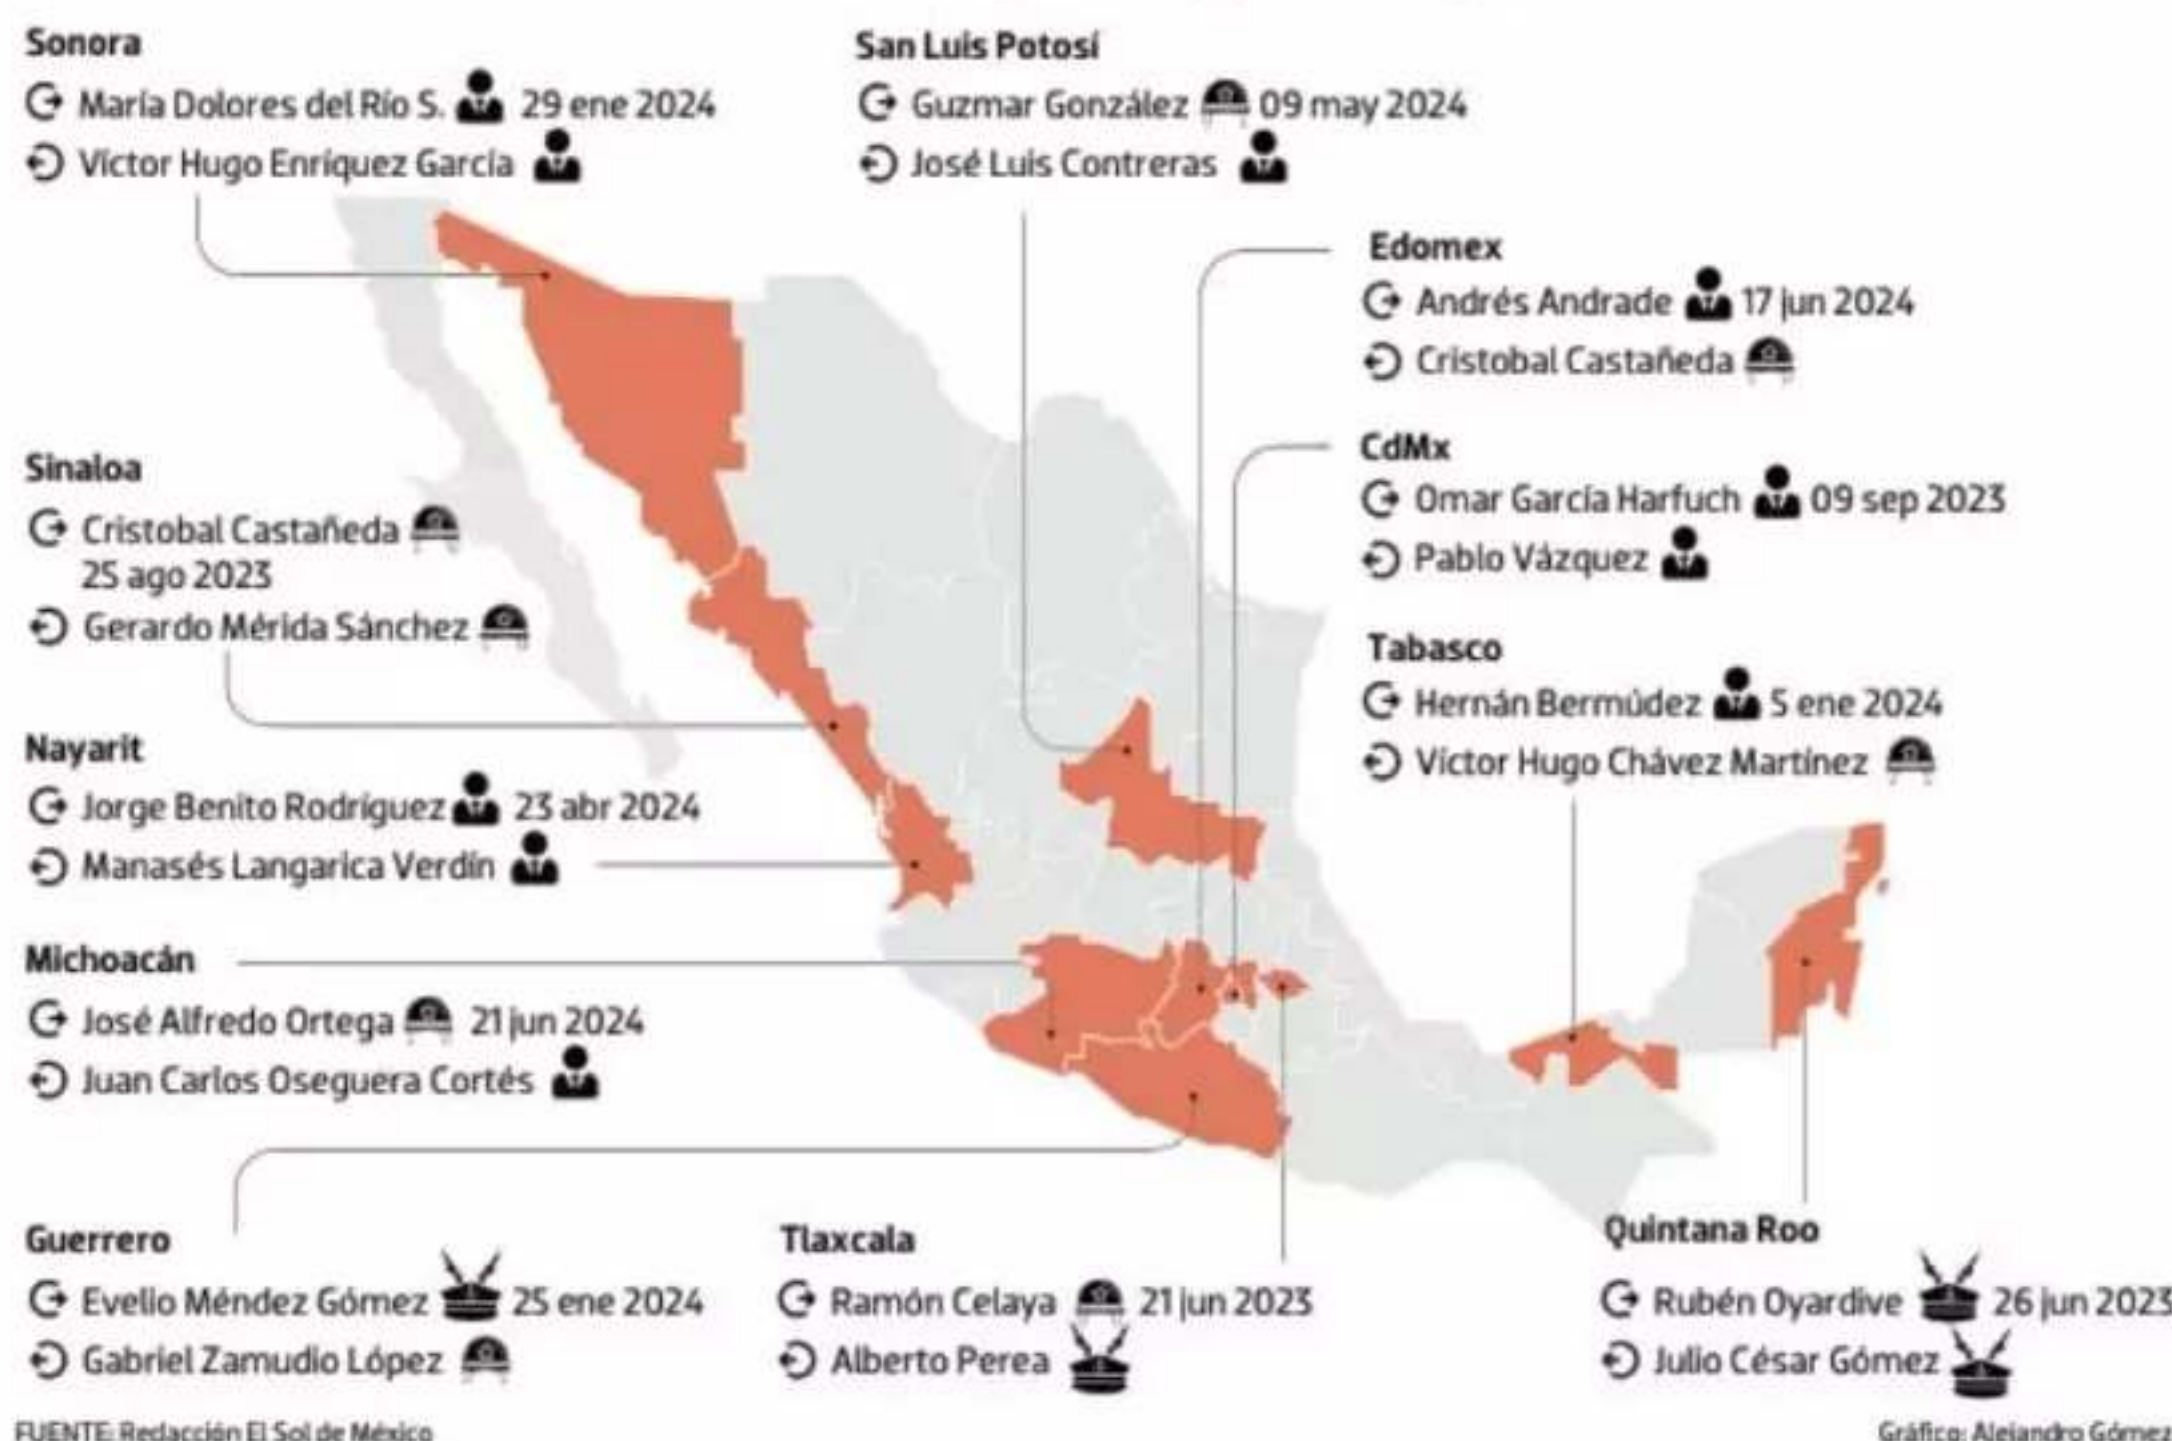 Sonora
María Dolores del Río S. 29 ene 2024
Víctor Hugo Enríquez García
San Luis Potosí
Guzmar González 09 may 2024
José Luis Contreras
Edomex
Andrés Andrade 17 jun 2024
Cristobal Castañeda
CdMx
Omar García Harfuch 09 sep 2023
Pablo Vázquez
Sinaloa
Cristobal Castañeda
25 ago 2023
Gerardo Mérida Sánchez
Tabasco
Hernán Bermúdez 5 ene 2024
Víctor Hugo Chávez Martínez
Nayarit
Jorge Benito Rodríguez 23 abr 2024
Manasés Langarica Verdín
Michoacán
José Alfredo Ortega 21 jun 2024
Juan Carlos Oseguera Cortés
Guerrero
Evelio Méndez Gómez 25 ene 2024
Gabriel Zamudio López
Tlaxcala
Ramón Celaya 21 jun 2023
Alberto Perea
Quintana Roo
Rubén Oyardive 26 jun 2023
Julio César Gómez
FUENTE: Redacción El Sol de México
Gráfico: Alejandro Gómez